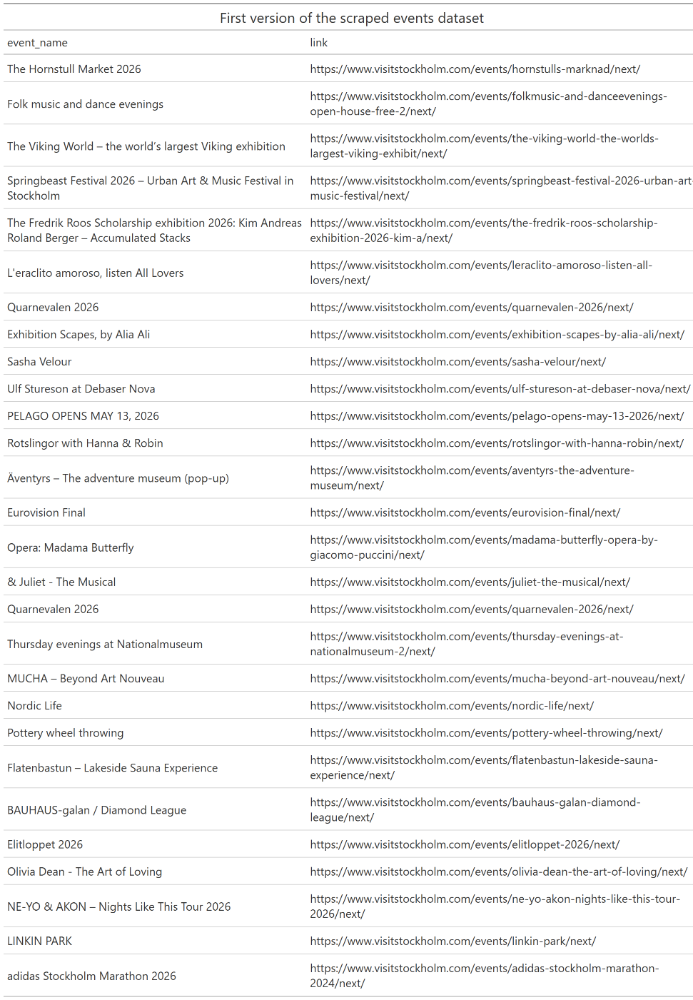 First version of the scraped events dataset
event_name link
The Hornstull Market 2026 https://www.visitstockholm.com/events/hornstulls-marknad/next/
Folk music and dance evenings https://www.visitstockholm.com/events/folkmusic-and-danceevenings-
open-house-free-2/next/
The Viking World – the world’s largest Viking exhibition https://www.visitstockholm.com/events/the-viking-world-the-worlds-
largest-viking-exhibit/next/
Springbeast Festival 2026 – Urban Art & Music Festival in https://www.visitstockholm.com/events/springbeast-festival-2026-urban-art-
Stockholm music-festival/next/
The Fredrik Roos Scholarship exhibition 2026: Kim Andreas https://www.visitstockholm.com/events/the-fredrik-roos-scholarship-
Roland Berger – Accumulated Stacks exhibition-2026-kim-a/next/
L'eraclito amoroso, listen All Lovers https://www.visitstockholm.com/events/leraclito-amoroso-listen-all-
lovers/next/
Quarnevalen 2026 https://www.visitstockholm.com/events/quarnevalen-2026/next/
Exhibition Scapes, by Alia Ali https://www.visitstockholm.com/events/exhibition-scapes-by-alia-ali/next/
Sasha Velour https://www.visitstockholm.com/events/sasha-velour/next/
Ulf Stureson at Debaser Nova https://www.visitstockholm.com/events/ulf-stureson-at-debaser-nova/next/
PELAGO OPENS MAY 13, 2026 https://www.visitstockholm.com/events/pelago-opens-may-13-2026/next/
Rotslingor with Hanna & Robin https://www.visitstockholm.com/events/rotslingor-with-hanna-robin/next/
Äventyrs – The adventure museum (pop-up) https://www.visitstockholm.com/events/aventyrs-the-adventure-
museum/next/
Eurovision Final https://www.visitstockholm.com/events/eurovision-final/next/
Opera: Madama Butterfly https://www.visitstockholm.com/events/madama-butterfly-opera-by-
giacomo-puccini/next/
& Juliet - The Musical https://www.visitstockholm.com/events/juliet-the-musical/next/
Quarnevalen 2026 https://www.visitstockholm.com/events/quarnevalen-2026/next/
Thursday evenings at Nationalmuseum https://www.visitstockholm.com/events/thursday-evenings-at-
nationalmuseum-2/next/
MUCHA – Beyond Art Nouveau https://www.visitstockholm.com/events/mucha-beyond-art-nouveau/next/
Nordic Life https://www.visitstockholm.com/events/nordic-life/next/
Pottery wheel throwing https://www.visitstockholm.com/events/pottery-wheel-throwing/next/
Flatenbastun – Lakeside Sauna Experience https://www.visitstockholm.com/events/flatenbastun-lakeside-sauna-
experience/next/
BAUHAUS-galan / Diamond League https://www.visitstockholm.com/events/bauhaus-galan-diamond-
league/next/
Elitloppet 2026 https://www.visitstockholm.com/events/elitloppet-2026/next/
Olivia Dean - The Art of Loving https://www.visitstockholm.com/events/olivia-dean-the-art-of-loving/next/
NE-YO & AKON – Nights Like This Tour 2026 https://www.visitstockholm.com/events/ne-yo-akon-nights-like-this-tour-
2026/next/
LINKIN PARK https://www.visitstockholm.com/events/linkin-park/next/
adidas Stockholm Marathon 2026 https://www.visitstockholm.com/events/adidas-stockholm-marathon-
2024/next/